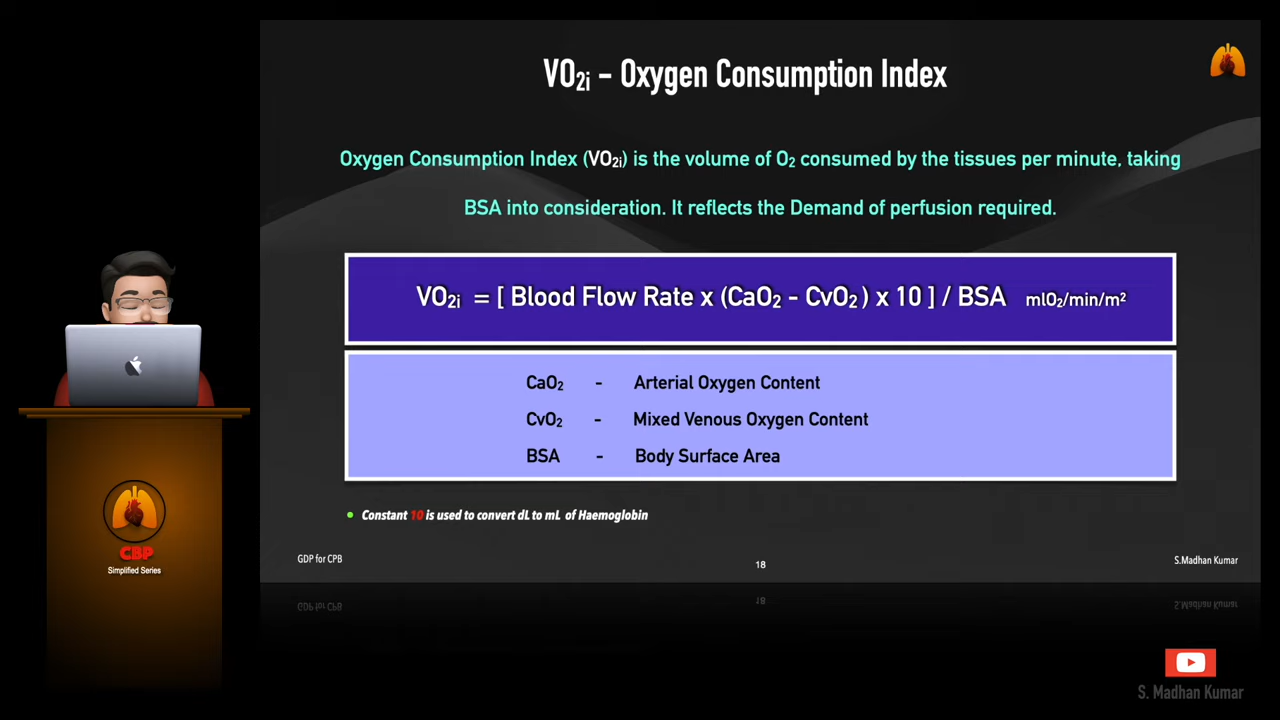 VO₂i – Oxygen Consumption Index
Oxygen Consumption Index (VO₂i) is the volume of O₂ consumed by the tissues per minute, taking
BSA into consideration. It reflects the Demand of perfusion required.
VO₂i = [ Blood Flow Rate x (CaO₂ - CvO₂ ) x 10 ] / BSA mlO₂/min/m²
CaO₂ - Arterial Oxygen Content
CvO₂ - Mixed Venous Oxygen Content
BSA - Body Surface Area
Constant 10 is used to convert dL to mL of Haemoglobin
GDP for CPB
18
S.Madhan Kumar
CBP
Simplified Series
S. Madhan Kumar